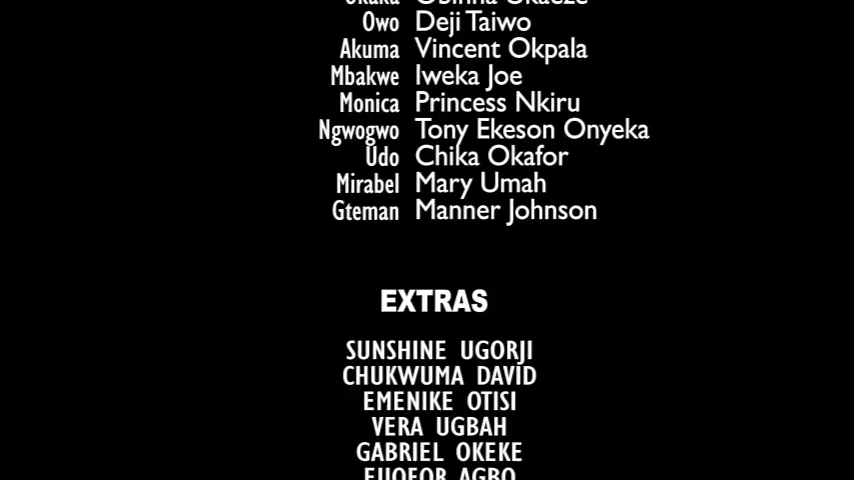 Owo Deji Taiwo
Akuma Vincent Okpala
Mbakwe Iweka Joe
Monica Princess Nkiru
Ngwogwo Tony Ekeson Onyeka
Udo Chika Okafor
Mirabel Mary Umah
Gteman Manner Johnson
EXTRAS
SUNSHINE UGORJI
CHUKWUMA DAVID
EMENIKE OTISI
VERA UGBAH
GABRIEL OKEKE
AGBO